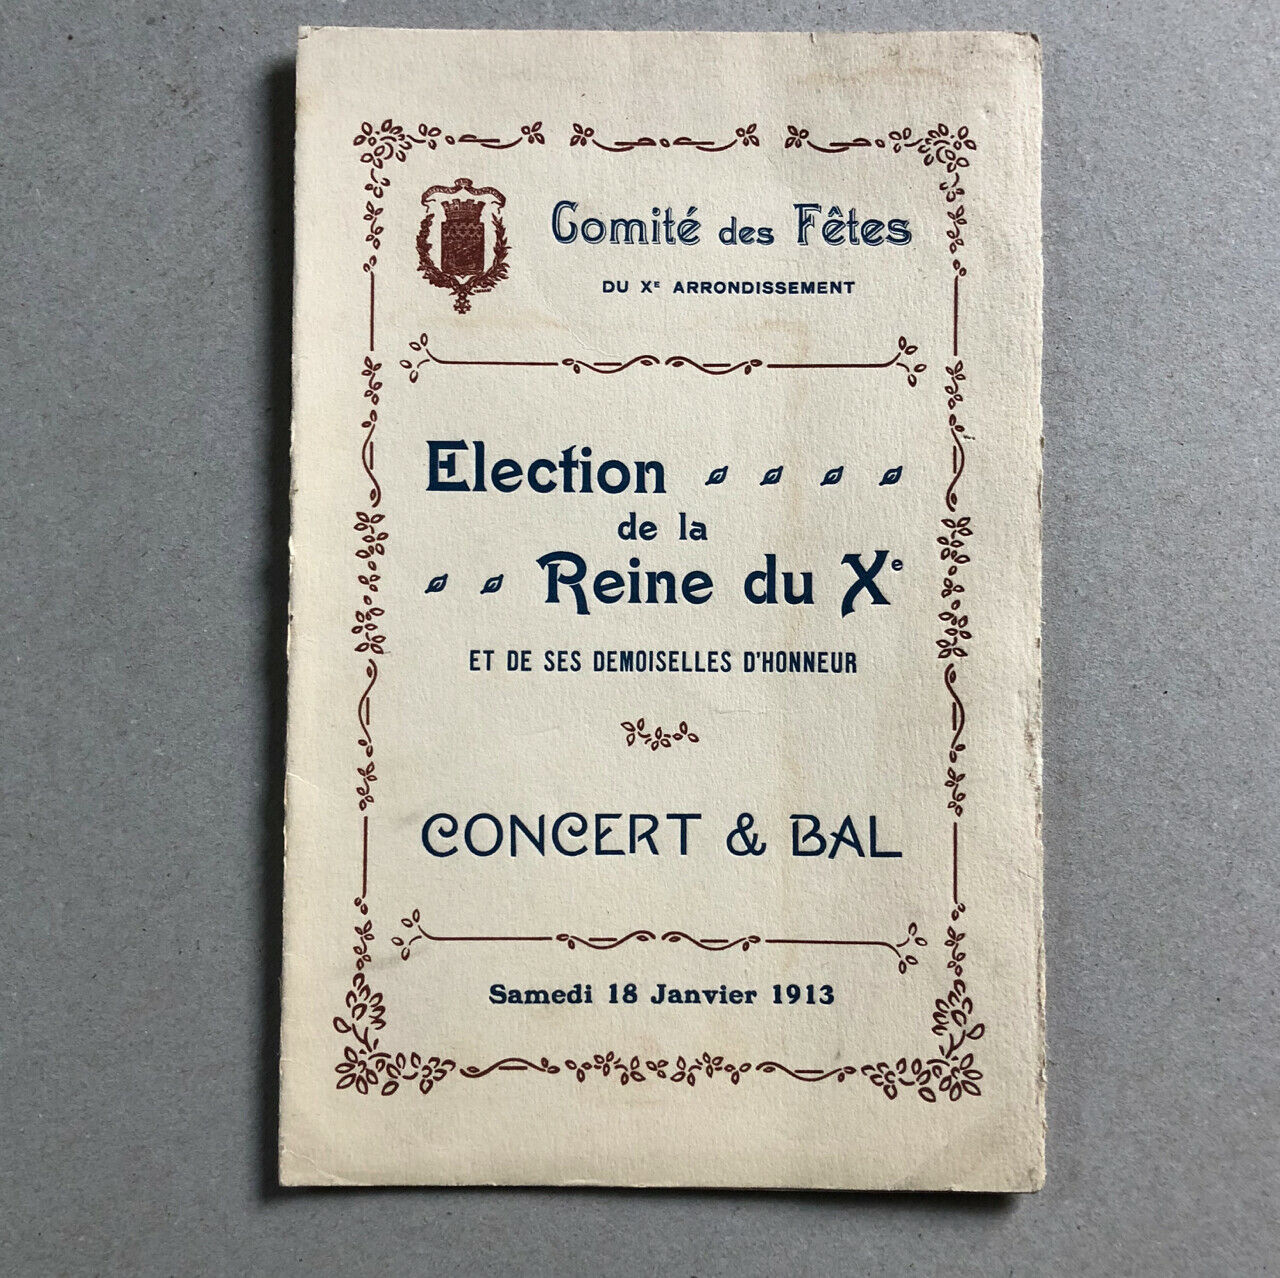 Comité des Fêtes
DU Xᴱ ARRONDISSEMENT
Election
de la
Reine du Xᵉ
ET DE SES DEMOISELLES D'HONNEUR
CONCERT & BAL
Samedi 18 Janvier 1913